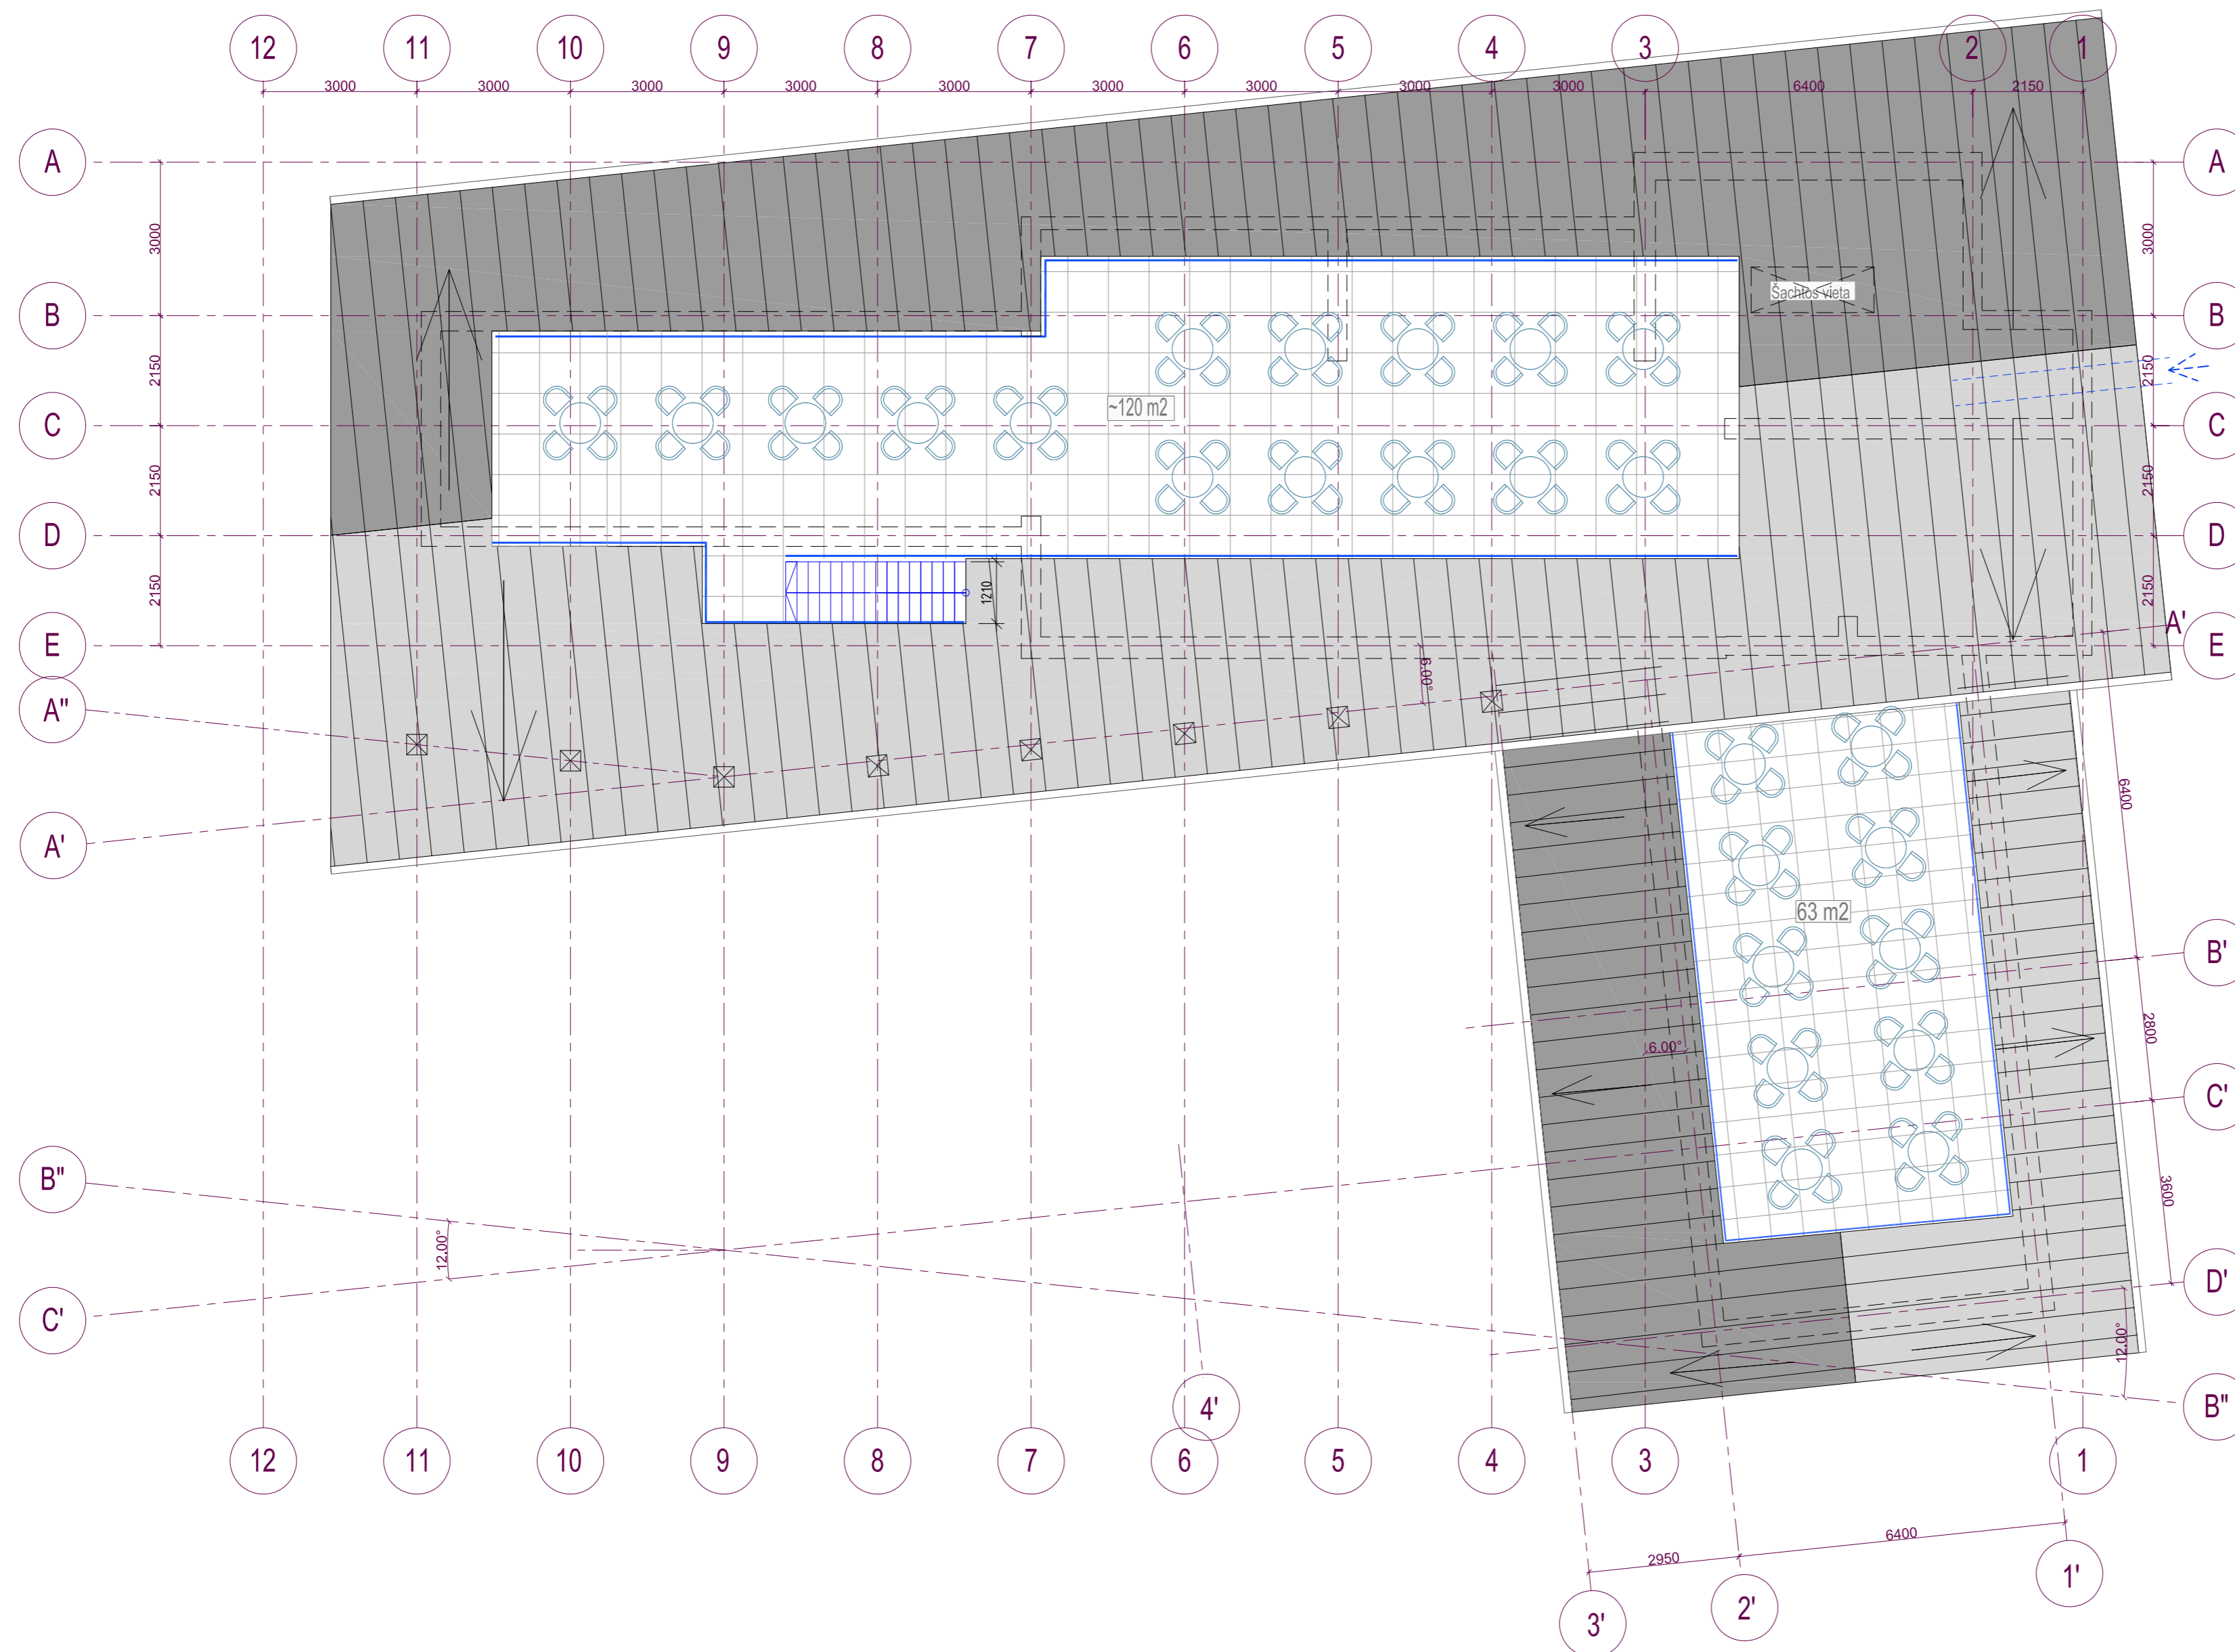 12 11 10 9 8 7 6 5 4 3 2 1
3000 3000 3000 3000 3000 3000 3000 3000 3000 6400 2150
A A
3000 3000
B Šachtos vieta B
2150 2150
~120 m2
C C
2150 2150
D D
2150 1210 2150
A'
E E
6.00°
A"
6400
A'
63 m2
B'
2800
6.00°
C'
B" 3600
12.00°
D'
C'
12.00°
4' B"
12 11 10 9 8 7 6 5 4 3 1
6400
2950
1'
2'
3'